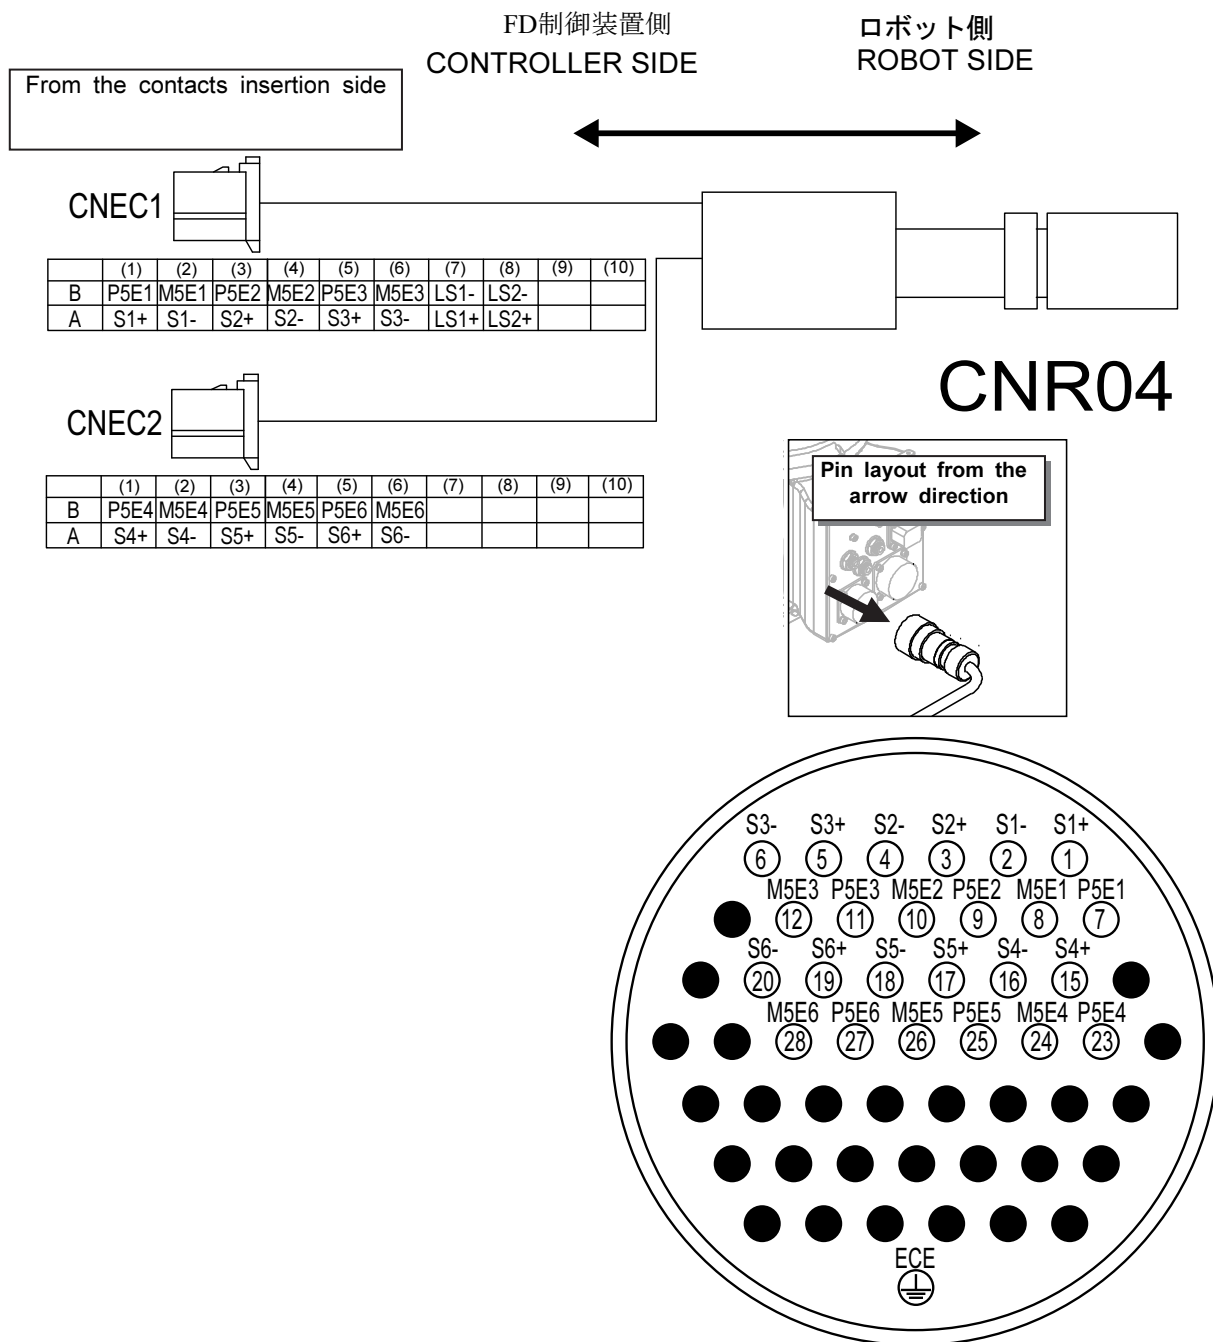 FD制御装置側
CONTROLLER SIDE
ロボット側
ROBOT SIDE
From the contacts insertion side
CNEC1
(1) (2) (3) (4) (5) (6) (7) (8) (9) (10)
B P5E1 M5E1 P5E2 M5E2 P5E3 M5E3 LS1- LS2-
A S1+ S1- S2+ S2- S3+ S3- LS1+ LS2+
CNR04
CNEC2
(1) (2) (3) (4) (5) (6) (7) (8) (9) (10)
B P5E4 M5E4 P5E5 M5E5 P5E6 M5E6
A S4+ S4- S5+ S5- S6+ S6-
Pin layout from the
arrow direction
S3- S3+ S2- S2+ S1- S1+
6 5 4 3 2 1
M5E3 P5E3 M5E2 P5E2 M5E1 P5E1
12 11 10 9 8 7
S6- S6+ S5- S5+ S4- S4+
20 19 18 17 16 15
M5E6 P5E6 M5E5 P5E5 M5E4 P5E4
28 27 26 25 24 23
ECE